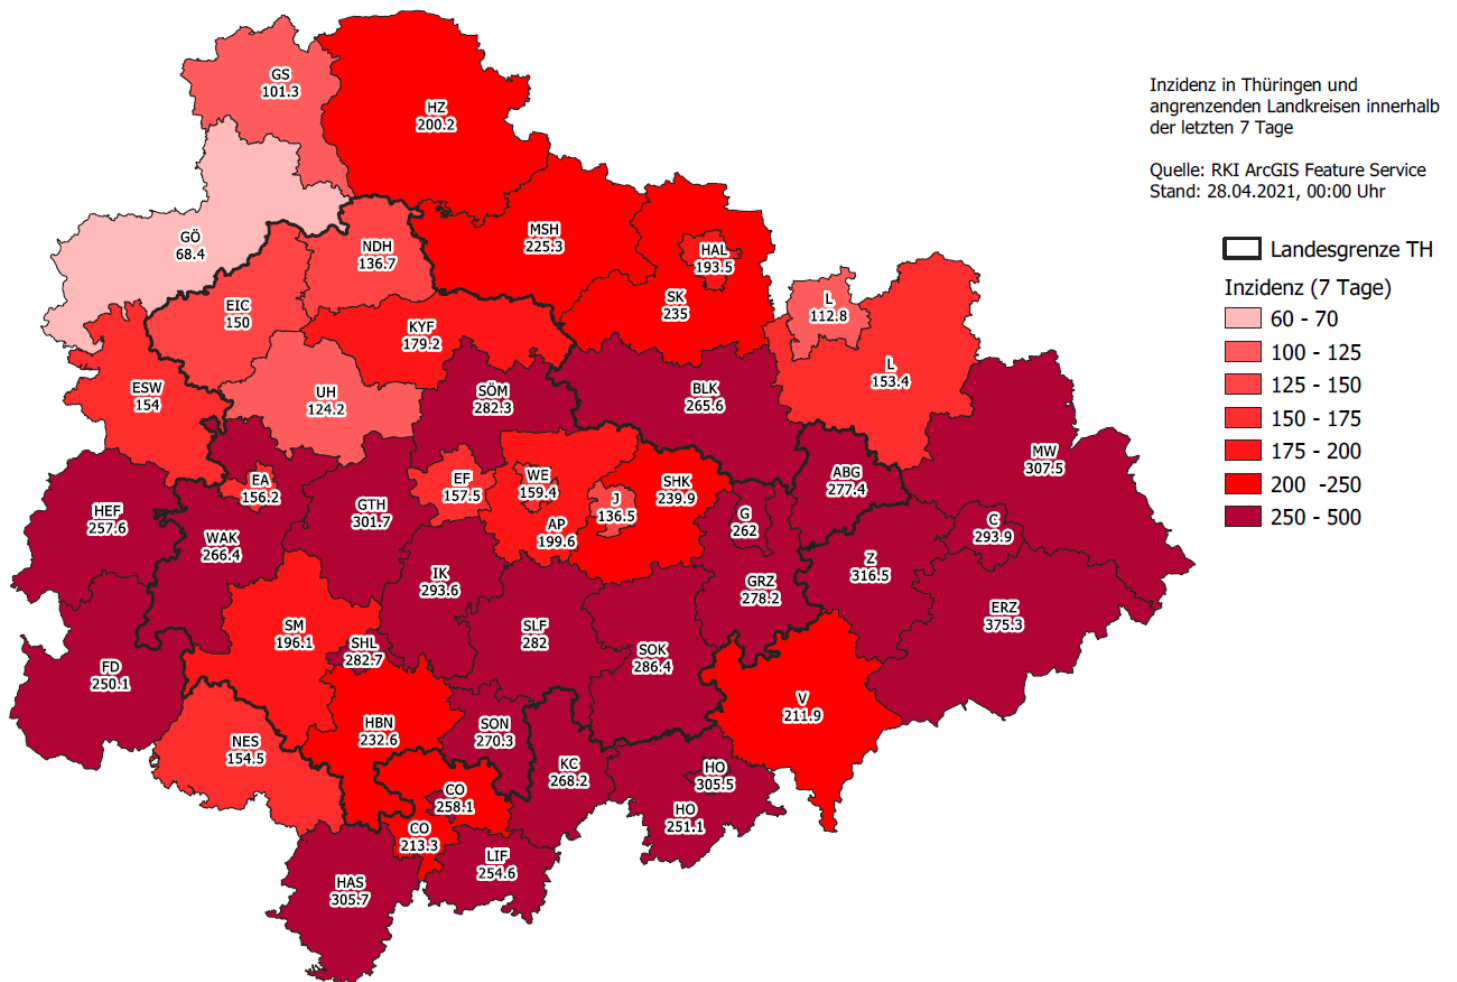 GS
101.3
HZ
200.2
Inzidenz in Thüringen und
angrenzenden Landkreisen innerhalb
der letzten 7 Tage
Quelle: RKI ArcGIS Feature Service
Stand: 28.04.2021, 00:00 Uhr
GÖ
68.4
NDH
136.7
MSH
225.3
HAL
193.5
Landesgrenze TH
Inzidenz (7 Tage)
60 - 70
100 - 125
125 - 150
150 - 175
175 - 200
200 -250
250 - 500
EIC
150
KYF
179.2
SK
235
L
112.8
L
153.4
ESW
154
UH
124.2
SÖM
282.3
BLK
265.6
MW
307.5
EA
156.2
EF
157.5
WE
159.4
J
136.5
SHK
239.9
ABG
277.4
HEF
257.6
WAK
266.4
GTH
301.7
AP
199.6
G
262
C
293.9
IK
293.6
GRZ
278.2
Z
316.5
ERZ
375.3
SM
196.1
SHL
282.7
SLF
282
SOK
286.4
FD
250.1
V
211.9
NES
154.5
HBN
232.6
SON
270.3
KC
268.2
HO
305.5
CO
258.1
HO
251.1
CO
213.3
LIF
254.6
HAS
305.7